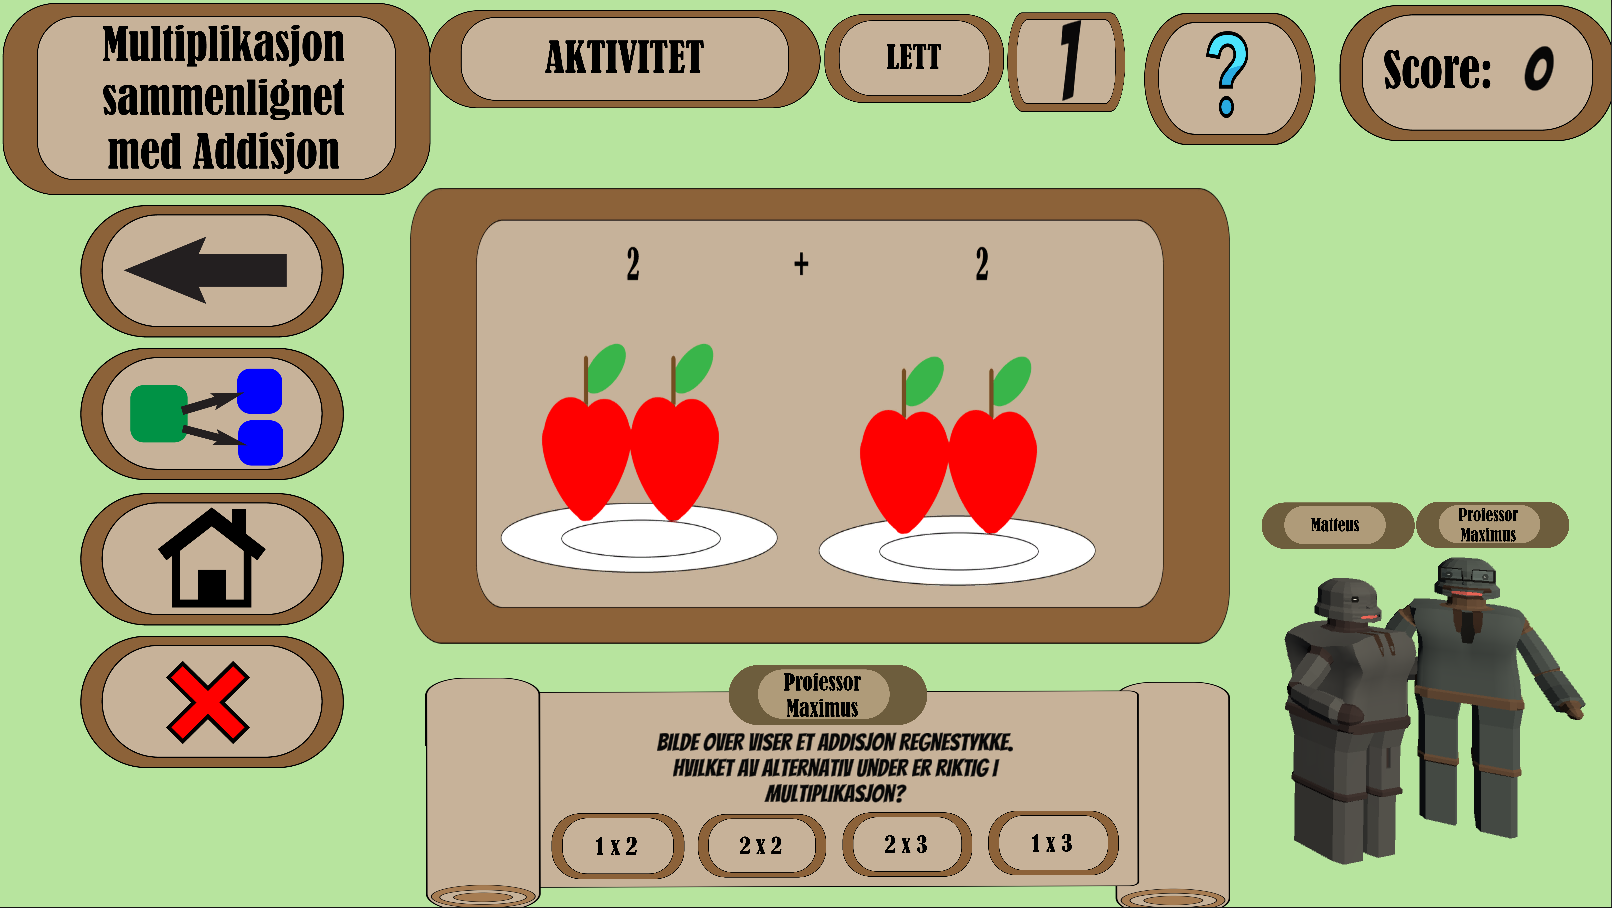 Multiplikasjon
sammenlignet
med Addisjon
AKTIVITET
LETT
1
?
Score: 0
2 + 2
Matteus
Professor
Maximus
Professor
Maximus
BILDE OVER VISER ET ADDISJON REGNESTYKKE.
HVILKET AV ALTERNATIV UNDER ER RIKTIG I
MULTIPLIKASJON?
1 x 2
2 x 2
2 x 3
1 x 3